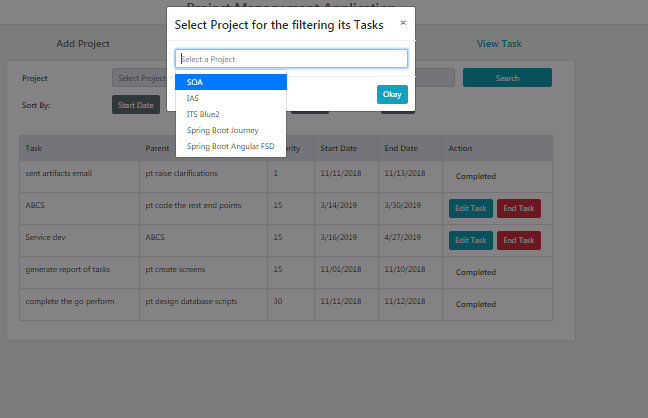 Project Management Application
Select Project for the filtering its Tasks ×
Add Project View Task
Select a Project
Project Select Project Search
SOA
IAS Okay
Sort By: Start Date
ITS Blue2
Spring Boot Journey
Spring Boot Angular FSD
Task Parent rity Start Date End Date Action
sent artifacts email pt raise clarifications 1 11/11/2018 11/13/2018 Completed
ABCS pt code the rest end points 15 3/14/2019 3/30/2019 Edit Task End Task
Service dev ABCS 15 3/16/2019 4/27/2019 Edit Task End Task
generate report of tasks pt create screens 15 11/01/2018 11/10/2018 Completed
complete the go perform pt design database scripts 30 11/11/2018 11/12/2018 Completed